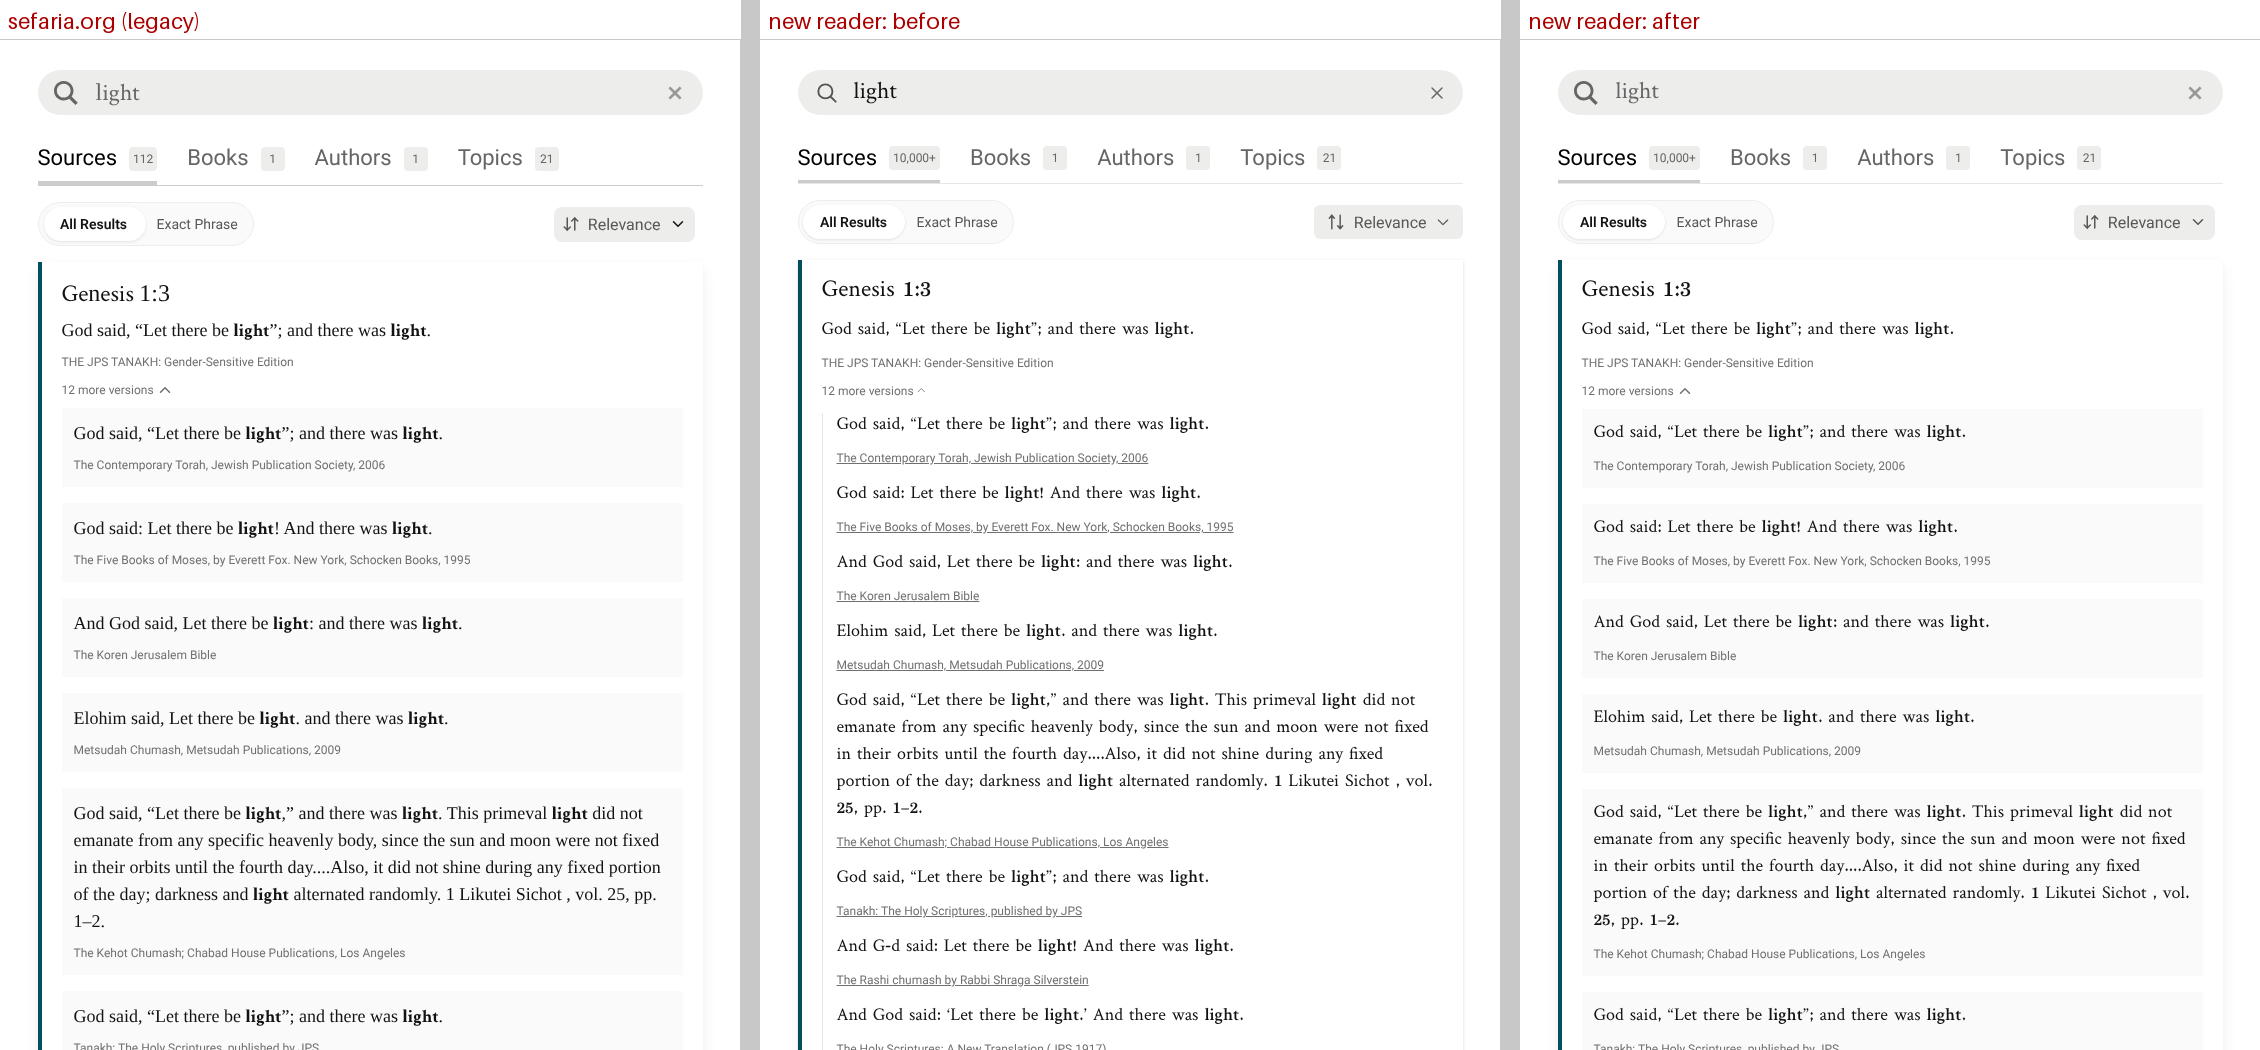 sefaria.org (legacy)
light
Sources 112 Books 1 Authors 1 Topics 21
All Results Exact Phrase Relevance
Genesis 1:3
God said, “Let there be light”; and there was light.
THE JPS TANAKH: Gender-Sensitive Edition
12 more versions
God said, “Let there be light”; and there was light.
The Contemporary Torah, Jewish Publication Society, 2006
God said: Let there be light! And there was light.
The Five Books of Moses, by Everett Fox. New York, Schocken Books, 1995
And God said, Let there be light: and there was light.
The Koren Jerusalem Bible
Elohim said, Let there be light. and there was light.
Metsudah Chumash, Metsudah Publications, 2009
God said, “Let there be light,” and there was light. This primeval light did not
emanate from any specific heavenly body, since the sun and moon were not fixed
in their orbits until the fourth day....Also, it did not shine during any fixed portion
of the day; darkness and light alternated randomly. 1 Likutei Sichot , vol. 25, pp.
1–2.
The Kehot Chumash; Chabad House Publications, Los Angeles
God said, “Let there be light”; and there was light.
Tanakh: The Holy Scriptures, published by JPS
new reader: before
light
Sources 10,000+ Books 1 Authors 1 Topics 21
All Results Exact Phrase Relevance
Genesis 1:3
God said, “Let there be light”; and there was light.
THE JPS TANAKH: Gender-Sensitive Edition
12 more versions
God said, “Let there be light”; and there was light.
The Contemporary Torah, Jewish Publication Society, 2006
God said: Let there be light! And there was light.
The Five Books of Moses, by Everett Fox. New York, Schocken Books, 1995
And God said, Let there be light: and there was light.
The Koren Jerusalem Bible
Elohim said, Let there be light. and there was light.
Metsudah Chumash, Metsudah Publications, 2009
God said, “Let there be light,” and there was light. This primeval light did not
emanate from any specific heavenly body, since the sun and moon were not fixed
in their orbits until the fourth day....Also, it did not shine during any fixed
portion of the day; darkness and light alternated randomly. 1 Likutei Sichot , vol.
25, pp. 1–2.
The Kehot Chumash; Chabad House Publications, Los Angeles
God said, “Let there be light”; and there was light.
Tanakh: The Holy Scriptures, published by JPS
And G-d said: Let there be light! And there was light.
The Rashi chumash by Rabbi Shraga Silverstein
And God said: ‘Let there be light.’ And there was light.
The Holy Scriptures: A New Translation (JPS 1917)
new reader: after
light
Sources 10,000+ Books 1 Authors 1 Topics 21
All Results Exact Phrase Relevance
Genesis 1:3
God said, “Let there be light”; and there was light.
THE JPS TANAKH: Gender-Sensitive Edition
12 more versions
God said, “Let there be light”; and there was light.
The Contemporary Torah, Jewish Publication Society, 2006
God said: Let there be light! And there was light.
The Five Books of Moses, by Everett Fox. New York, Schocken Books, 1995
And God said, Let there be light: and there was light.
The Koren Jerusalem Bible
Elohim said, Let there be light. and there was light.
Metsudah Chumash, Metsudah Publications, 2009
God said, “Let there be light,” and there was light. This primeval light did not
emanate from any specific heavenly body, since the sun and moon were not fixed
in their orbits until the fourth day....Also, it did not shine during any fixed
portion of the day; darkness and light alternated randomly. 1 Likutei Sichot , vol.
25, pp. 1–2.
The Kehot Chumash; Chabad House Publications, Los Angeles
God said, “Let there be light”; and there was light.
Tanakh: The Holy Scriptures, published by JPS